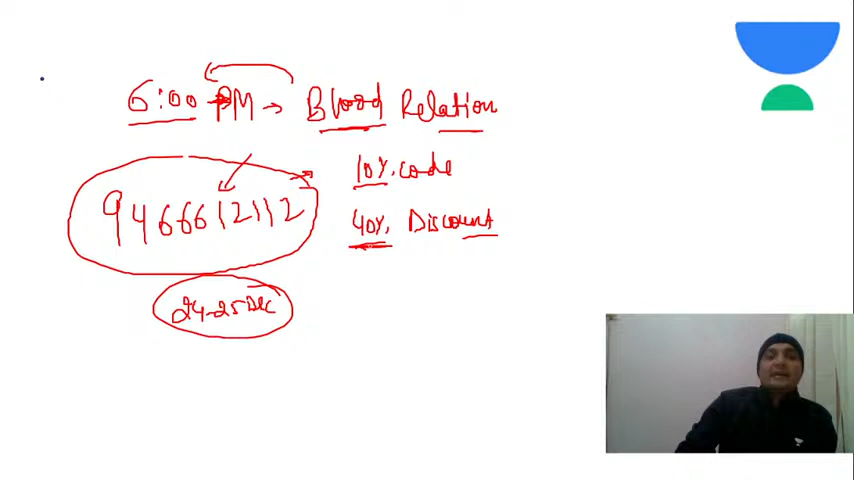 6:00 PM → Blood Relation
10%. code
9466612112
40%. Discount
24-25 Dec